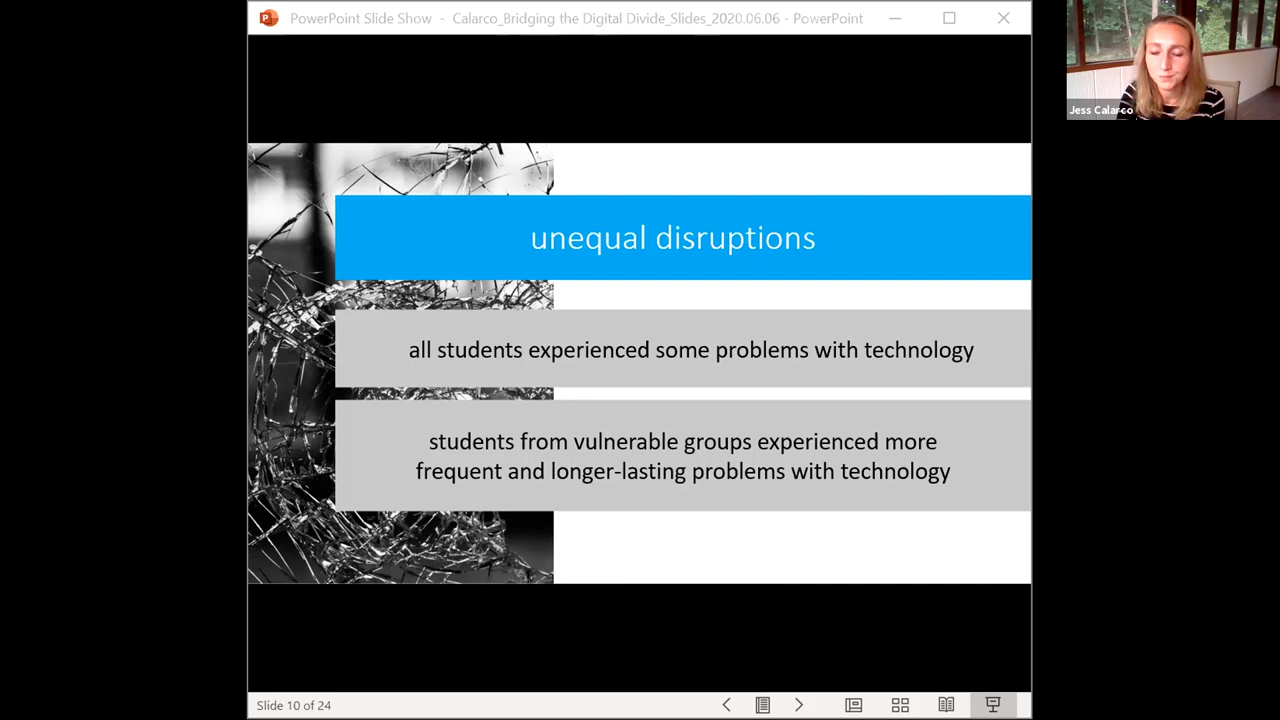 PowerPoint Slide Show - Calarco_Bridging the Digital Divide_Slides_2020.06.06 - PowerPoint
Jess Calarco
unequal disruptions
all students experienced some problems with technology
students from vulnerable groups experienced more
frequent and longer-lasting problems with technology
Slide 10 of 24